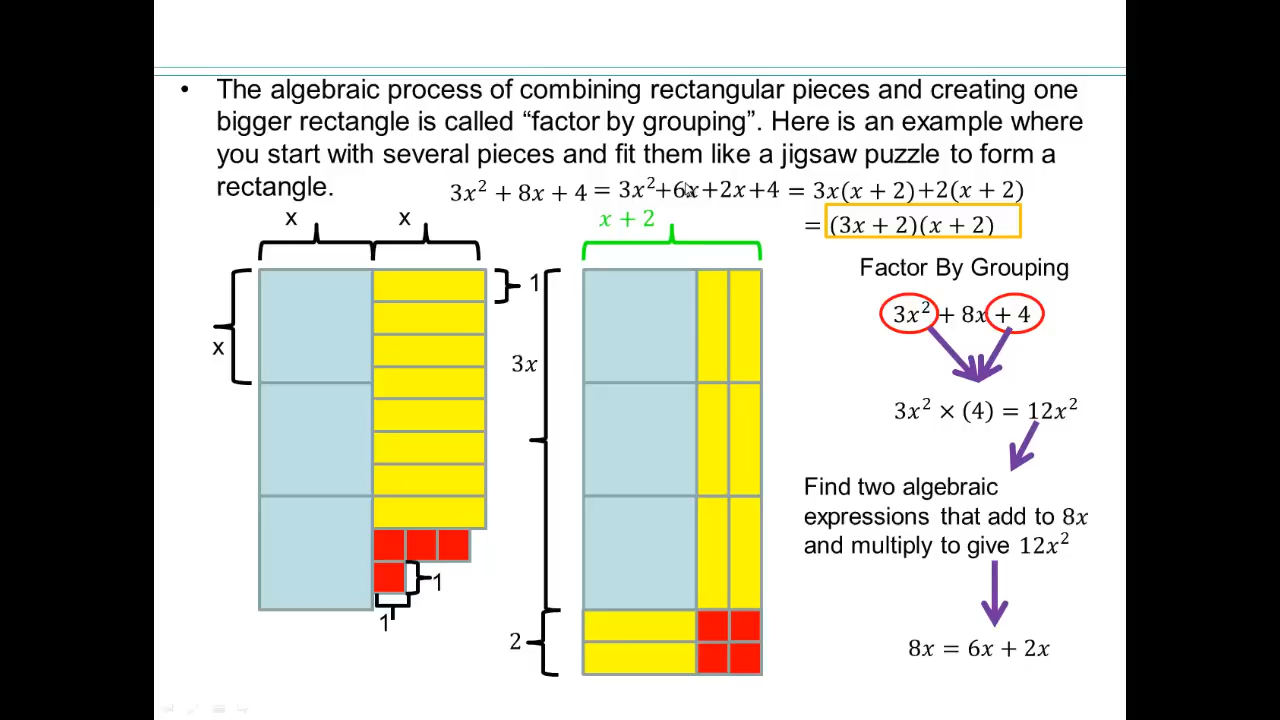 • The algebraic process of combining rectangular pieces and creating one
bigger rectangle is called “factor by grouping”. Here is an example where
you start with several pieces and fit them like a jigsaw puzzle to form a
rectangle.
3x² + 8x + 4 = 3x²+6x+2x+4 = 3x(x + 2)+2(x + 2)
= (3x + 2)(x + 2)
x
x
x + 2
Factor By Grouping
1
3x² + 8x + 4
x
3x
3x² × (4) = 12x²
Find two algebraic
expressions that add to 8x
and multiply to give 12x²
1
1
2
8x = 6x + 2x